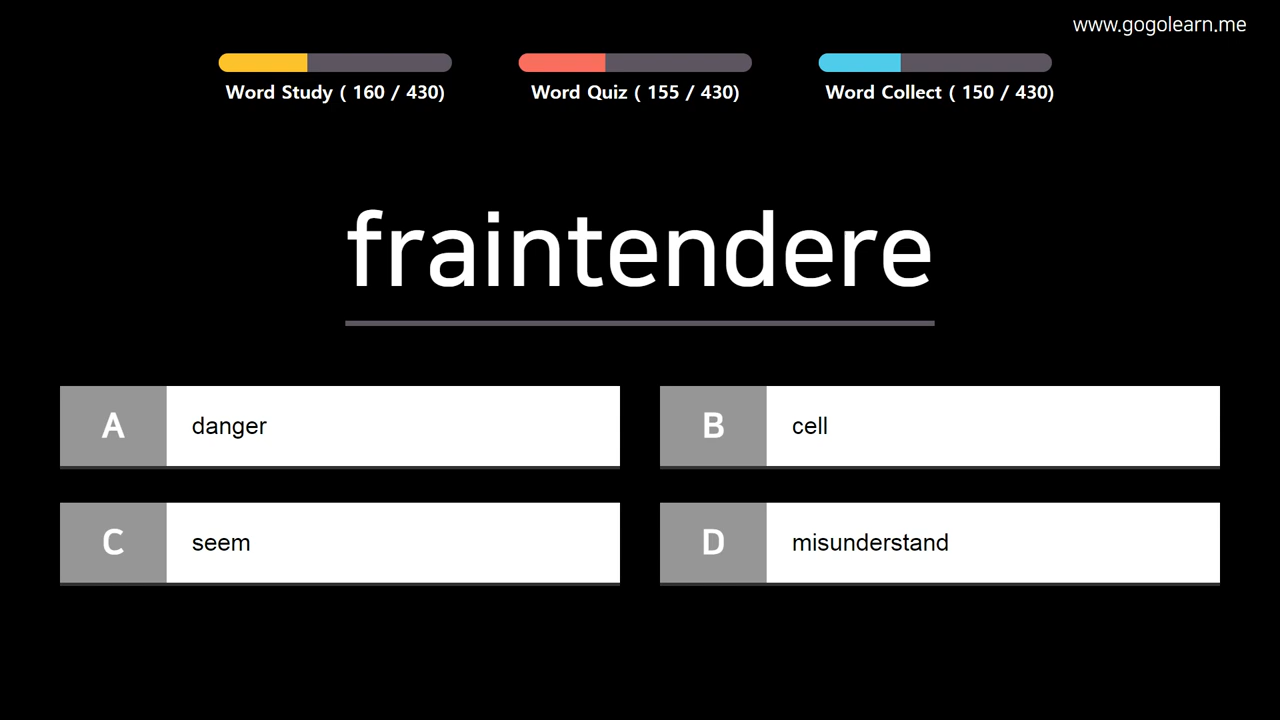 www.gogolearn.me
Word Study ( 160 / 430)
Word Quiz ( 155 / 430)
Word Collect ( 150 / 430)
fraintendere
A danger
B cell
C seem
D misunderstand